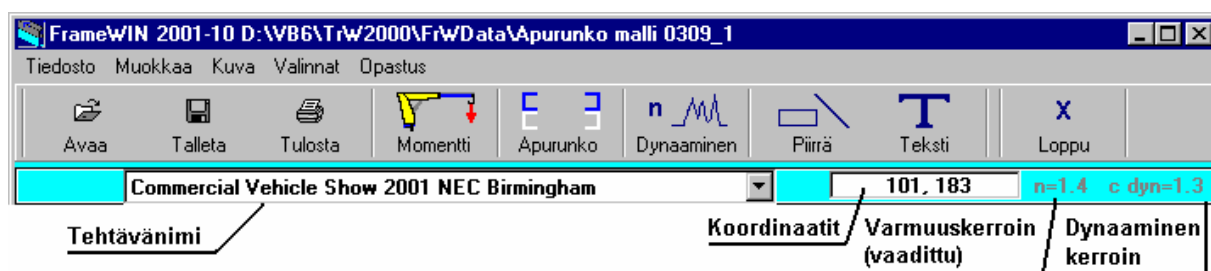 FrameWIN 2001-10 D:\VB6\TrW2000\FrWData\Apurunko malli 0309_1
Tiedosto Muokkaa Kuva Valinnat Opastus
n
T
x
Avaa Talleta Tulosta Momentti Apurunko Dynaaminen Piirrä Teksti Loppu
Commercial Vehicle Show 2001 NEC Birmingham 101, 183 n=1.4 c dyn=1.3
Tehtävänimi Koordinaatit Varmuuskerroin Dynaaminen
(vaadittu) kerroin